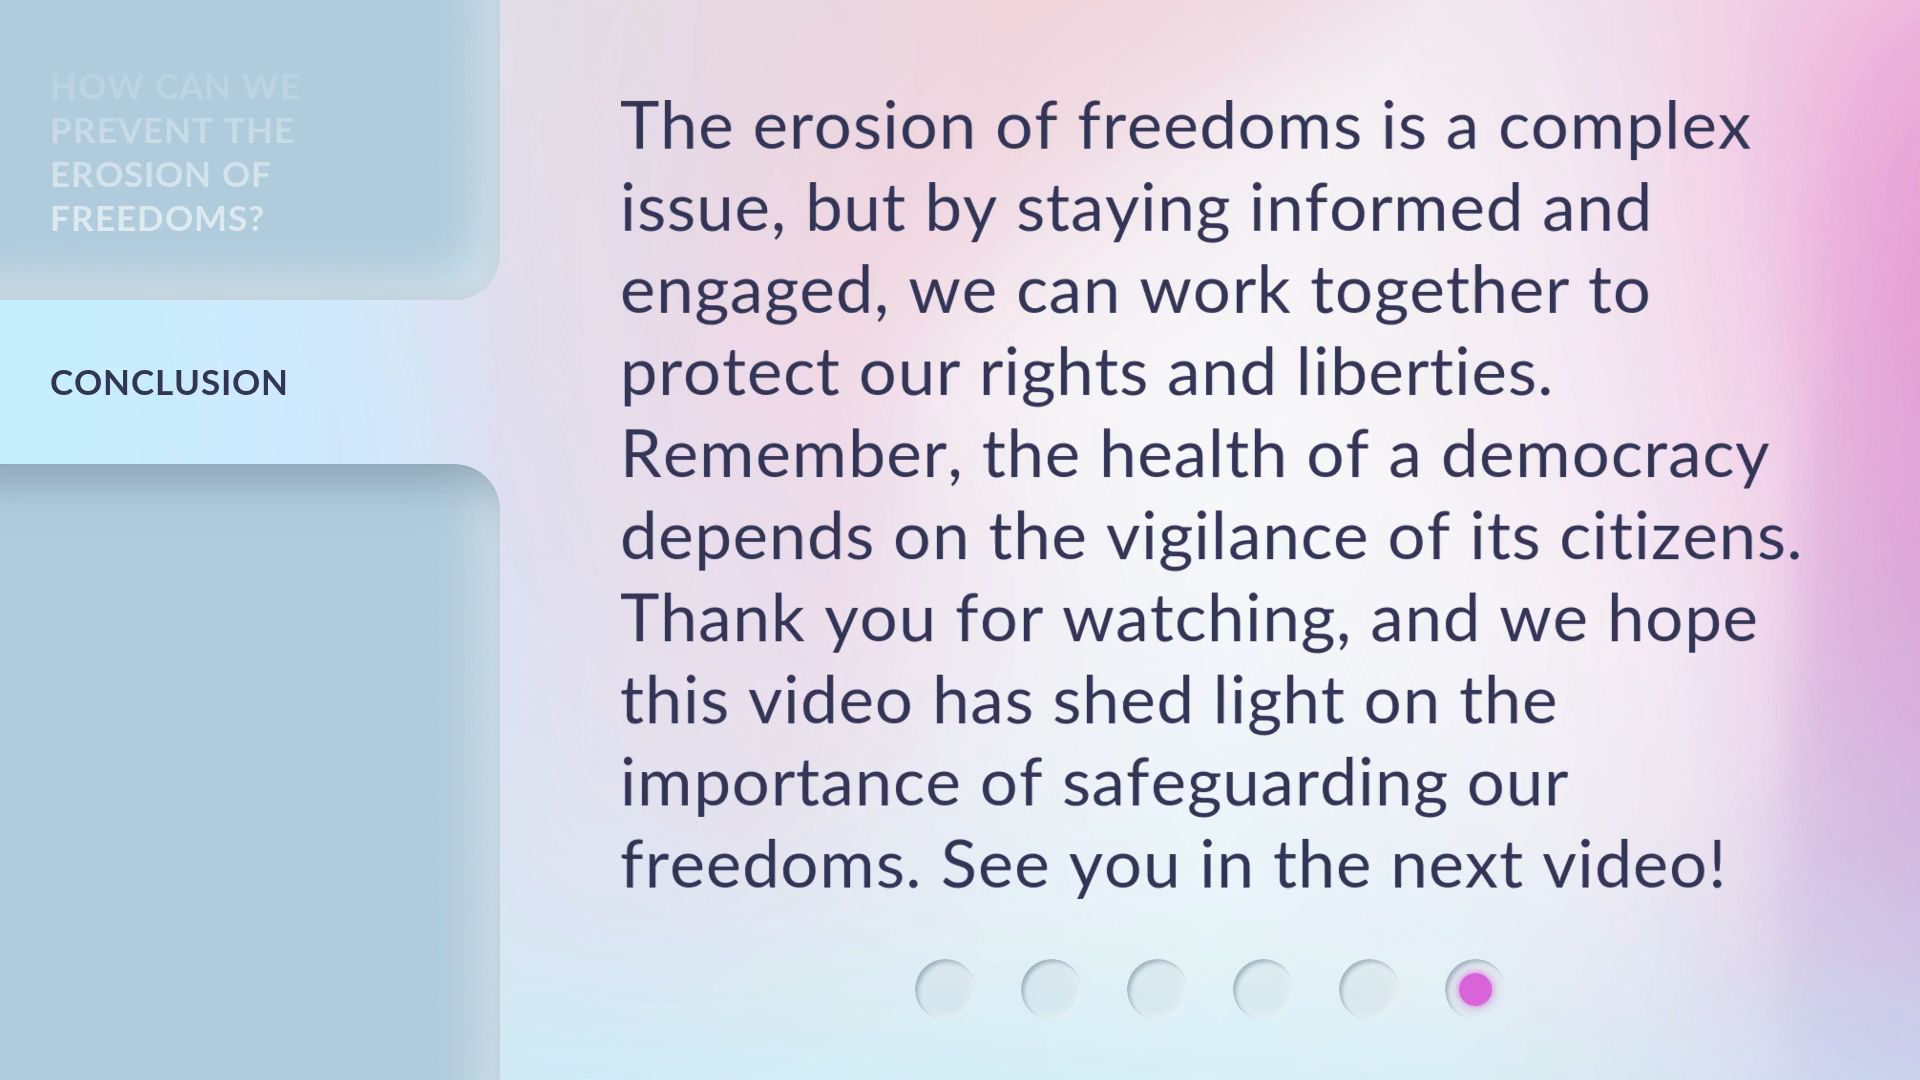 HOW CAN WE
PREVENT THE
EROSION OF
FREEDOMS?
CONCLUSION
The erosion of freedoms is a complex
issue, but by staying informed and
engaged, we can work together to
protect our rights and liberties.
Remember, the health of a democracy
depends on the vigilance of its citizens.
Thank you for watching, and we hope
this video has shed light on the
importance of safeguarding our
freedoms. See you in the next video!